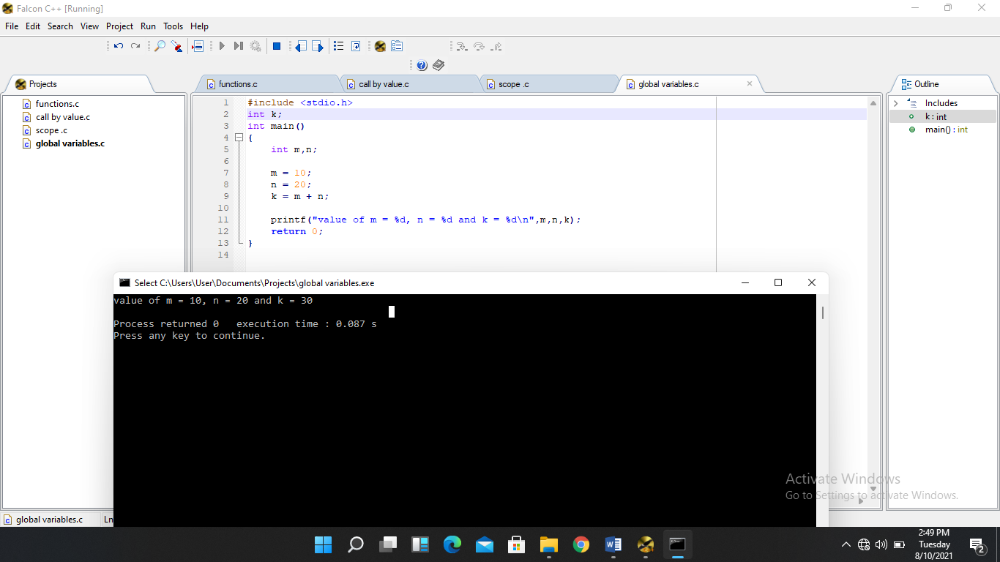 Falcon C++ [Running]
File Edit Search View Project Run Tools Help
Projects
functions.c
call by value.c
scope .c
global variables.c
functions.c call by value.c scope .c global variables.c
1 #include <stdio.h>
2 int k;
3 int main()
4 {
5 int m,n;
6
7 m = 10;
8 n = 20;
9 k = m + n;
10
11 printf("value of m = %d, n = %d and k = %d\n",m,n,k);
12 return 0;
13 }
14
Outline
Includes
k : int
main() : int
Select C:\Users\User\Documents\Projects\global variables.exe
value of m = 10, n = 20 and k = 30
Process returned 0 execution time : 0.087 s
Press any key to continue.
Activate Windows
Go to Settings to activate Windows.
global variables.c Ln
2:49 PM
Tuesday
8/10/2021
2